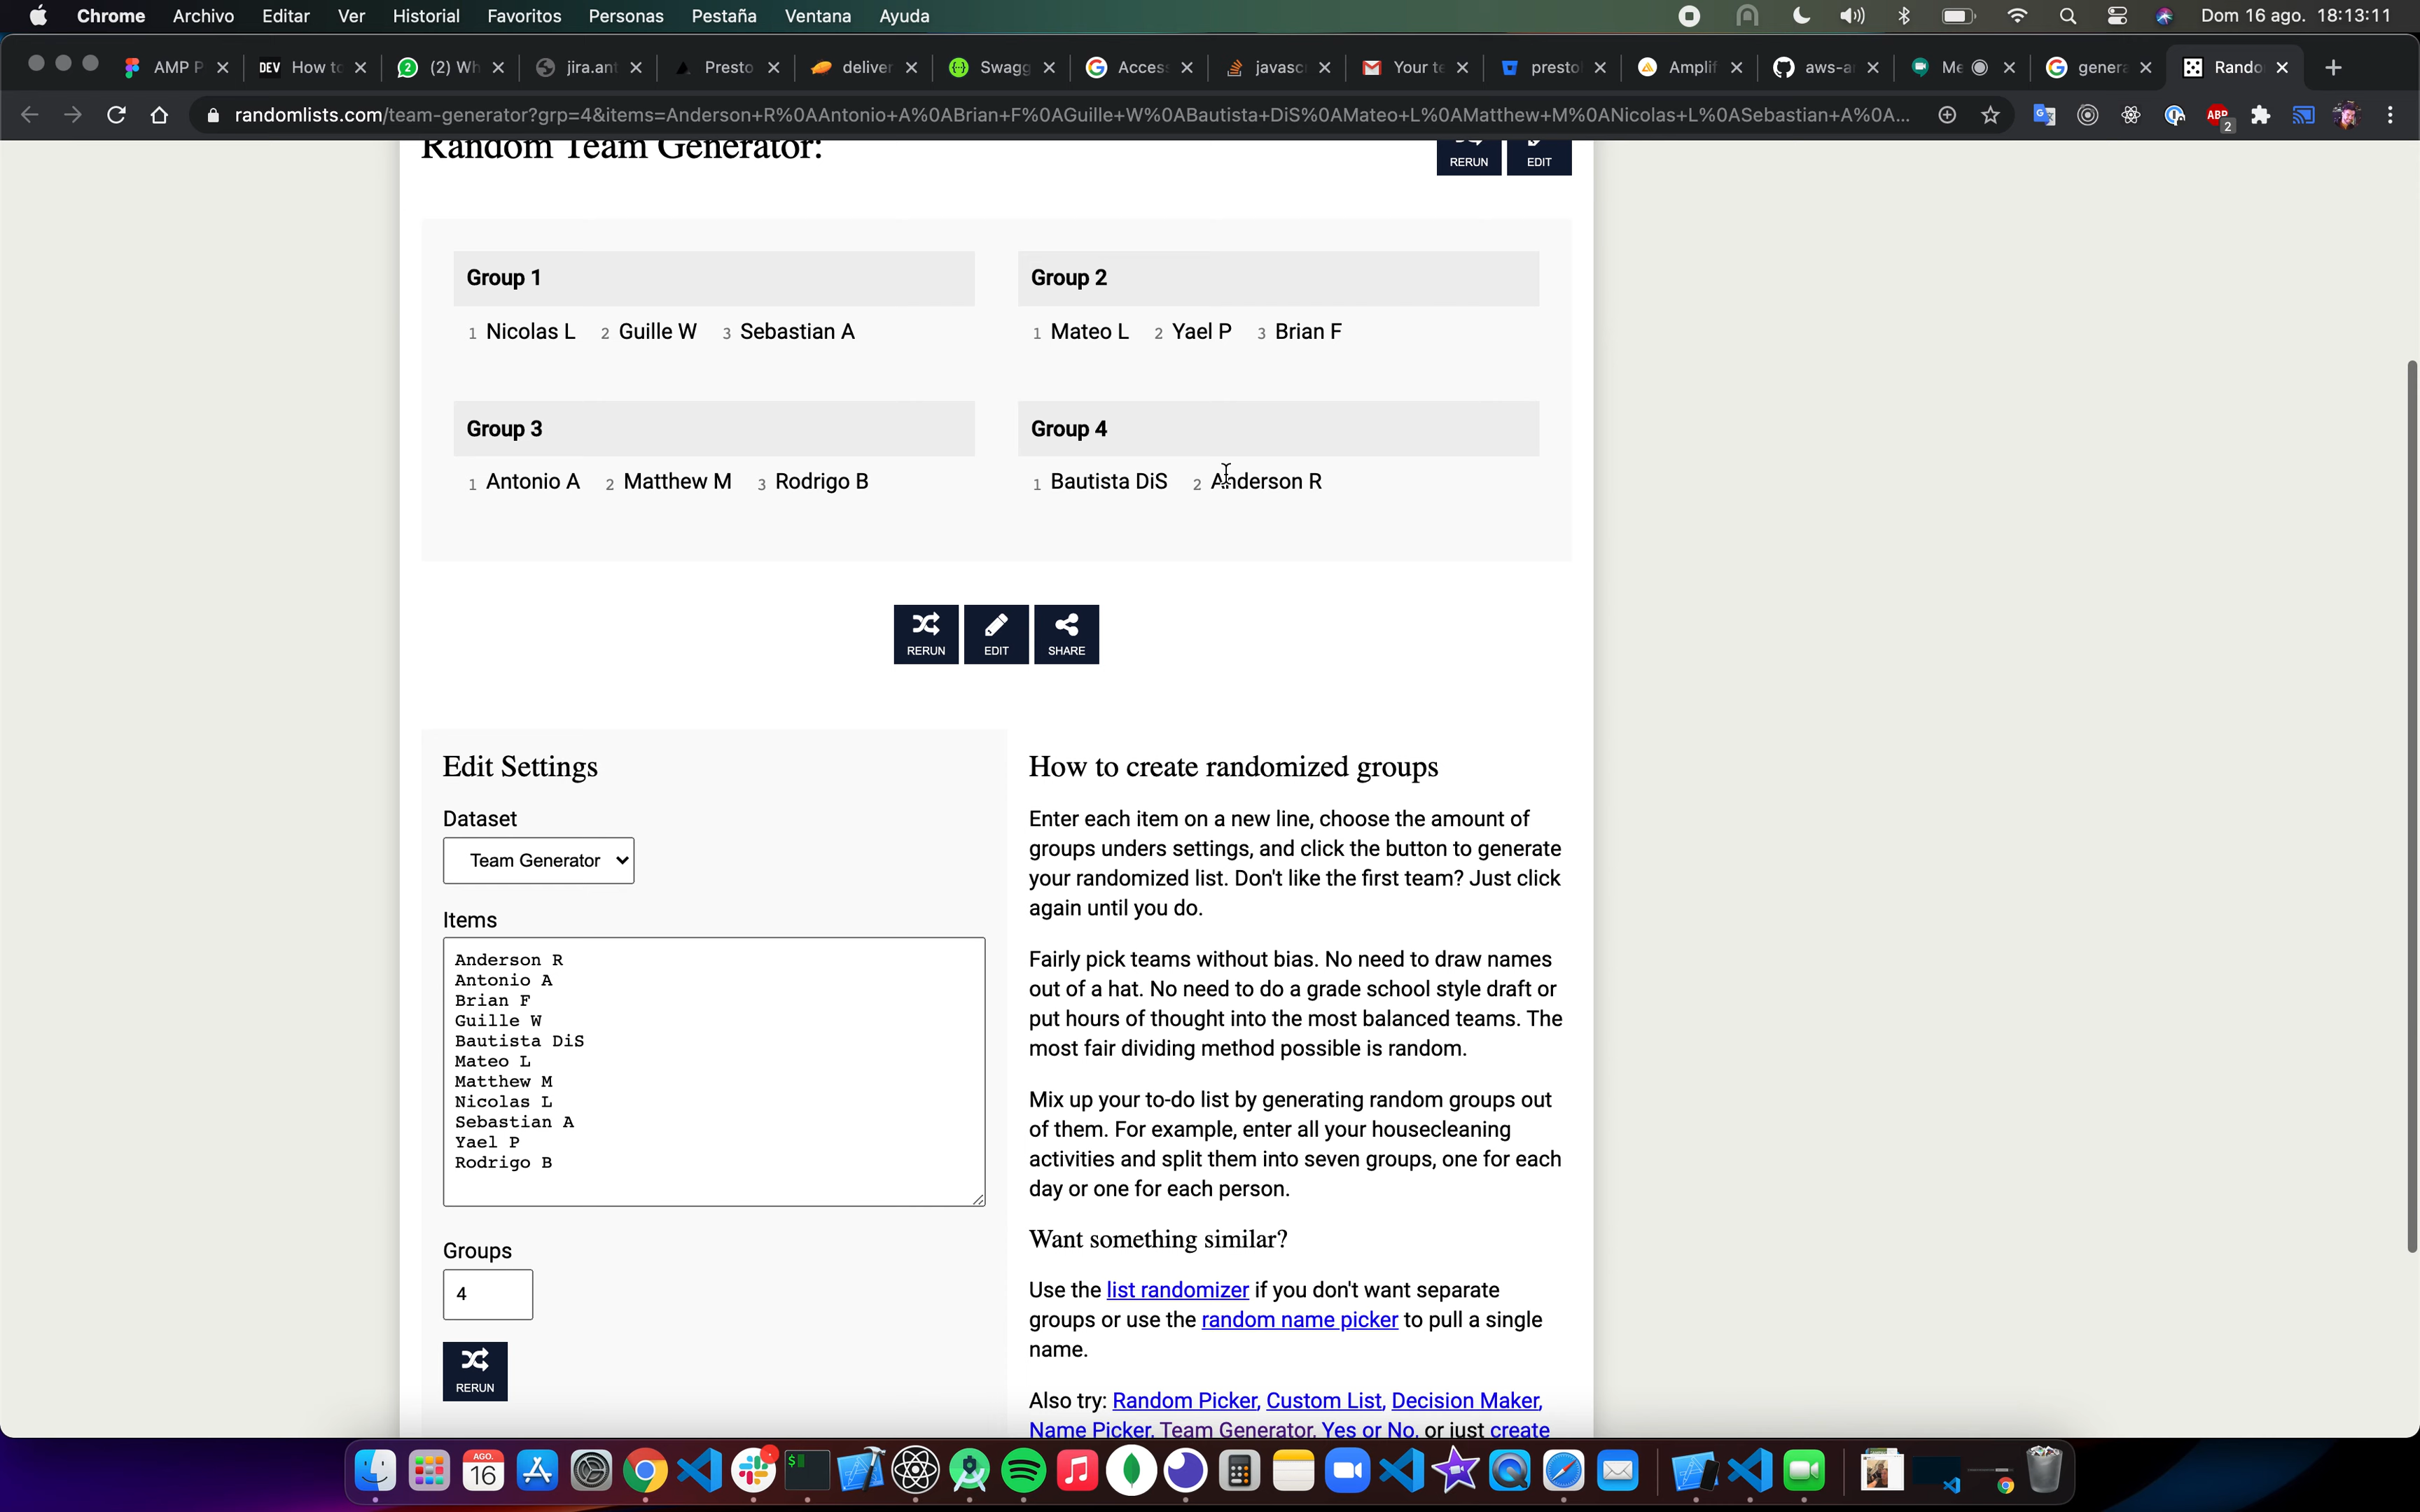 Chrome Archivo Editar Ver Historial Favoritos Personas Pestaña Ventana Ayuda Dom 16 ago. 18:13:11
AMP P DEV How to (2) Wh jira.ant Presto deliver Swagg Acces javasc Your te presto Amplif aws-a Me genera Rando
randomlists.com/team-generator?grp=4&items=Anderson+R%0AAntonio+A%0ABrian+F%0AGuille+W%0ABautista+DiS%0AMateo+L%0AMatthew+M%0ANicolas+L%0ASebastian+A%0A... ABP 2
Random Team Generator:
RERUN EDIT
Group 1
1 Nicolas L 2 Guille W 3 Sebastian A
Group 2
1 Mateo L 2 Yael P 3 Brian F
Group 3
1 Antonio A 2 Matthew M 3 Rodrigo B
Group 4
1 Bautista DiS 2 Anderson R
RERUN EDIT SHARE
Edit Settings
Dataset
Team Generator
Items
Anderson R
Antonio A
Brian F
Guille W
Bautista DiS
Mateo L
Matthew M
Nicolas L
Sebastian A
Yael P
Rodrigo B
Groups
4
RERUN
How to create randomized groups
Enter each item on a new line, choose the amount of
groups unders settings, and click the button to generate
your randomized list. Don't like the first team? Just click
again until you do.
Fairly pick teams without bias. No need to draw names
out of a hat. No need to do a grade school style draft or
put hours of thought into the most balanced teams. The
most fair dividing method possible is random.
Mix up your to-do list by generating random groups out
of them. For example, enter all your housecleaning
activities and split them into seven groups, one for each
day or one for each person.
Want something similar?
Use the list randomizer if you don't want separate
groups or use the random name picker to pull a single
name.
Also try: Random Picker, Custom List, Decision Maker,
Name Picker, Team Generator, Yes or No, or just create
AGO.
16